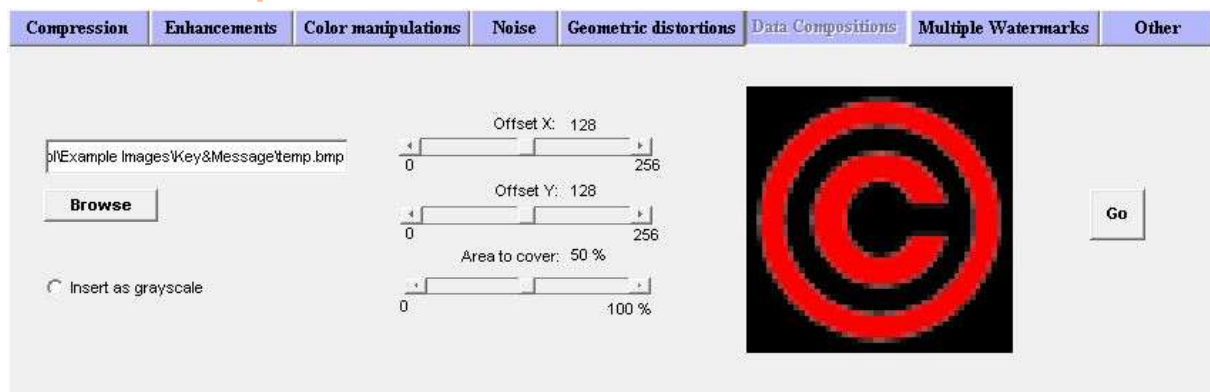 Compression Enhancements Color manipulations Noise Geometric distortions Data Compositions Multiple Watermarks Other
Offset X: 128
ol\Example Images\Key&Message\temp.bmp
0 256
Browse
Offset Y: 128
Go
0 256
Area to cover: 50 %
Insert as grayscale
0 100 %
©